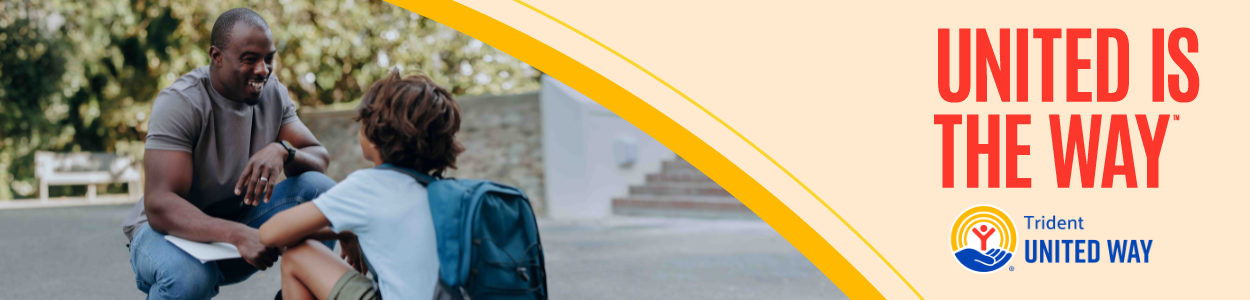 UNITED IS
THE WAY™
Trident
UNITED WAY®